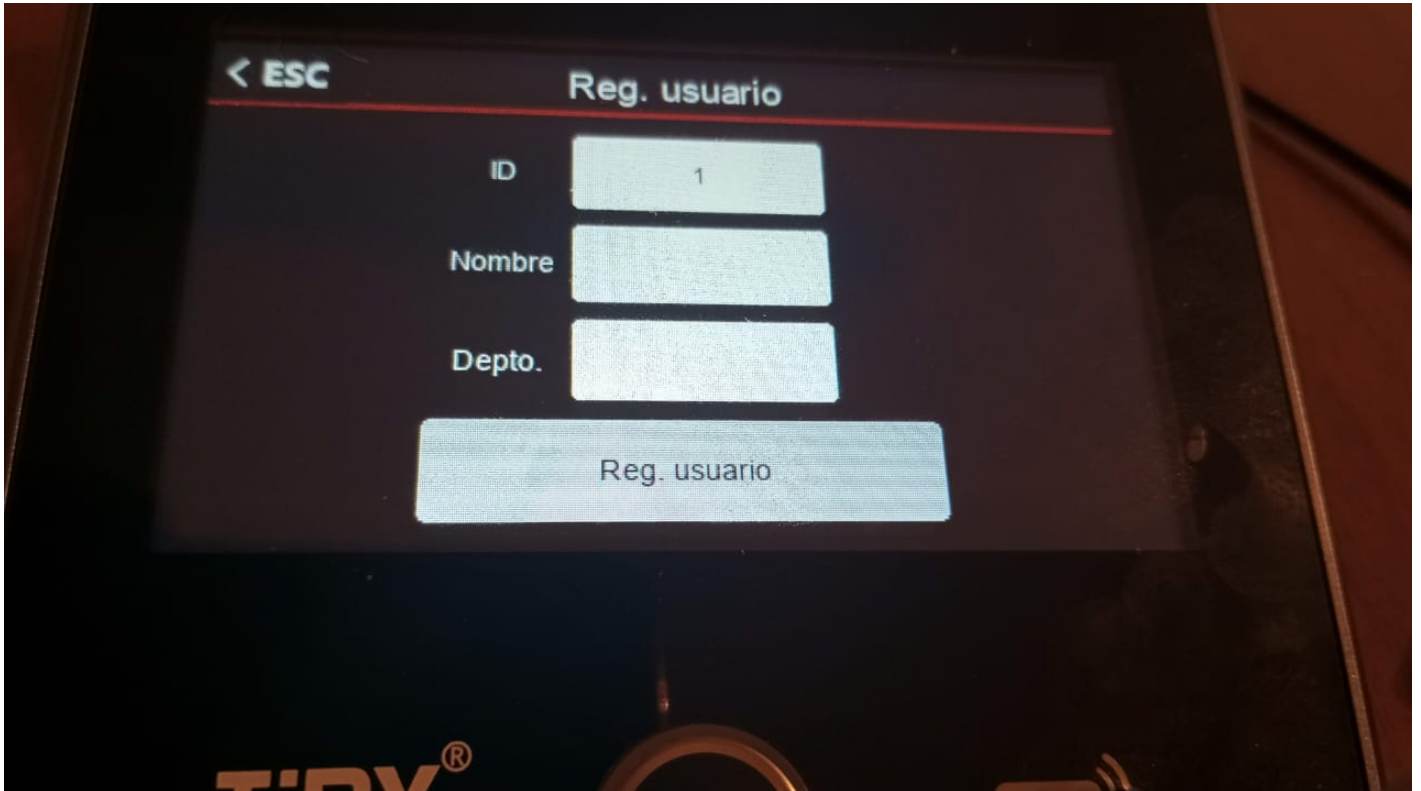 < ESC
Reg. usuario
ID 1
Nombre
Depto.
Reg. usuario